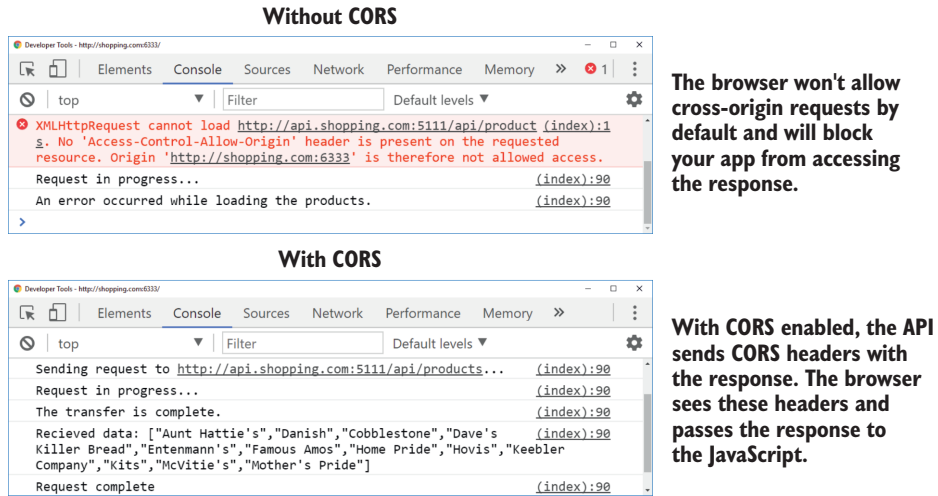 Without CORS
Developer Tools - http://shopping.com:6333/
Elements Console Sources Network Performance Memory » 1
top Filter Default levels
XMLHttpRequest cannot load http://api.shopping.com:5111/api/product (index):1
s. No 'Access-Control-Allow-Origin' header is present on the requested
resource. Origin 'http://shopping.com:6333' is therefore not allowed access.
Request in progress... (index):90
An error occurred while loading the products. (index):90
>
The browser won't allow
cross-origin requests by
default and will block
your app from accessing
the response.
With CORS
Developer Tools - http://shopping.com:6333/
Elements Console Sources Network Performance Memory »
top Filter Default levels
Sending request to http://api.shopping.com:5111/api/products... (index):90
Request in progress... (index):90
The transfer is complete. (index):90
Recieved data: ["Aunt Hattie's","Danish","Cobblestone","Dave's (index):90
Killer Bread","Entenmann's","Famous Amos","Home Pride","Hovis","Keebler
Company","Kits","McVitie's","Mother's Pride"]
Request complete (index):90
With CORS enabled, the API
sends CORS headers with
the response. The browser
sees these headers and
passes the response to
the JavaScript.